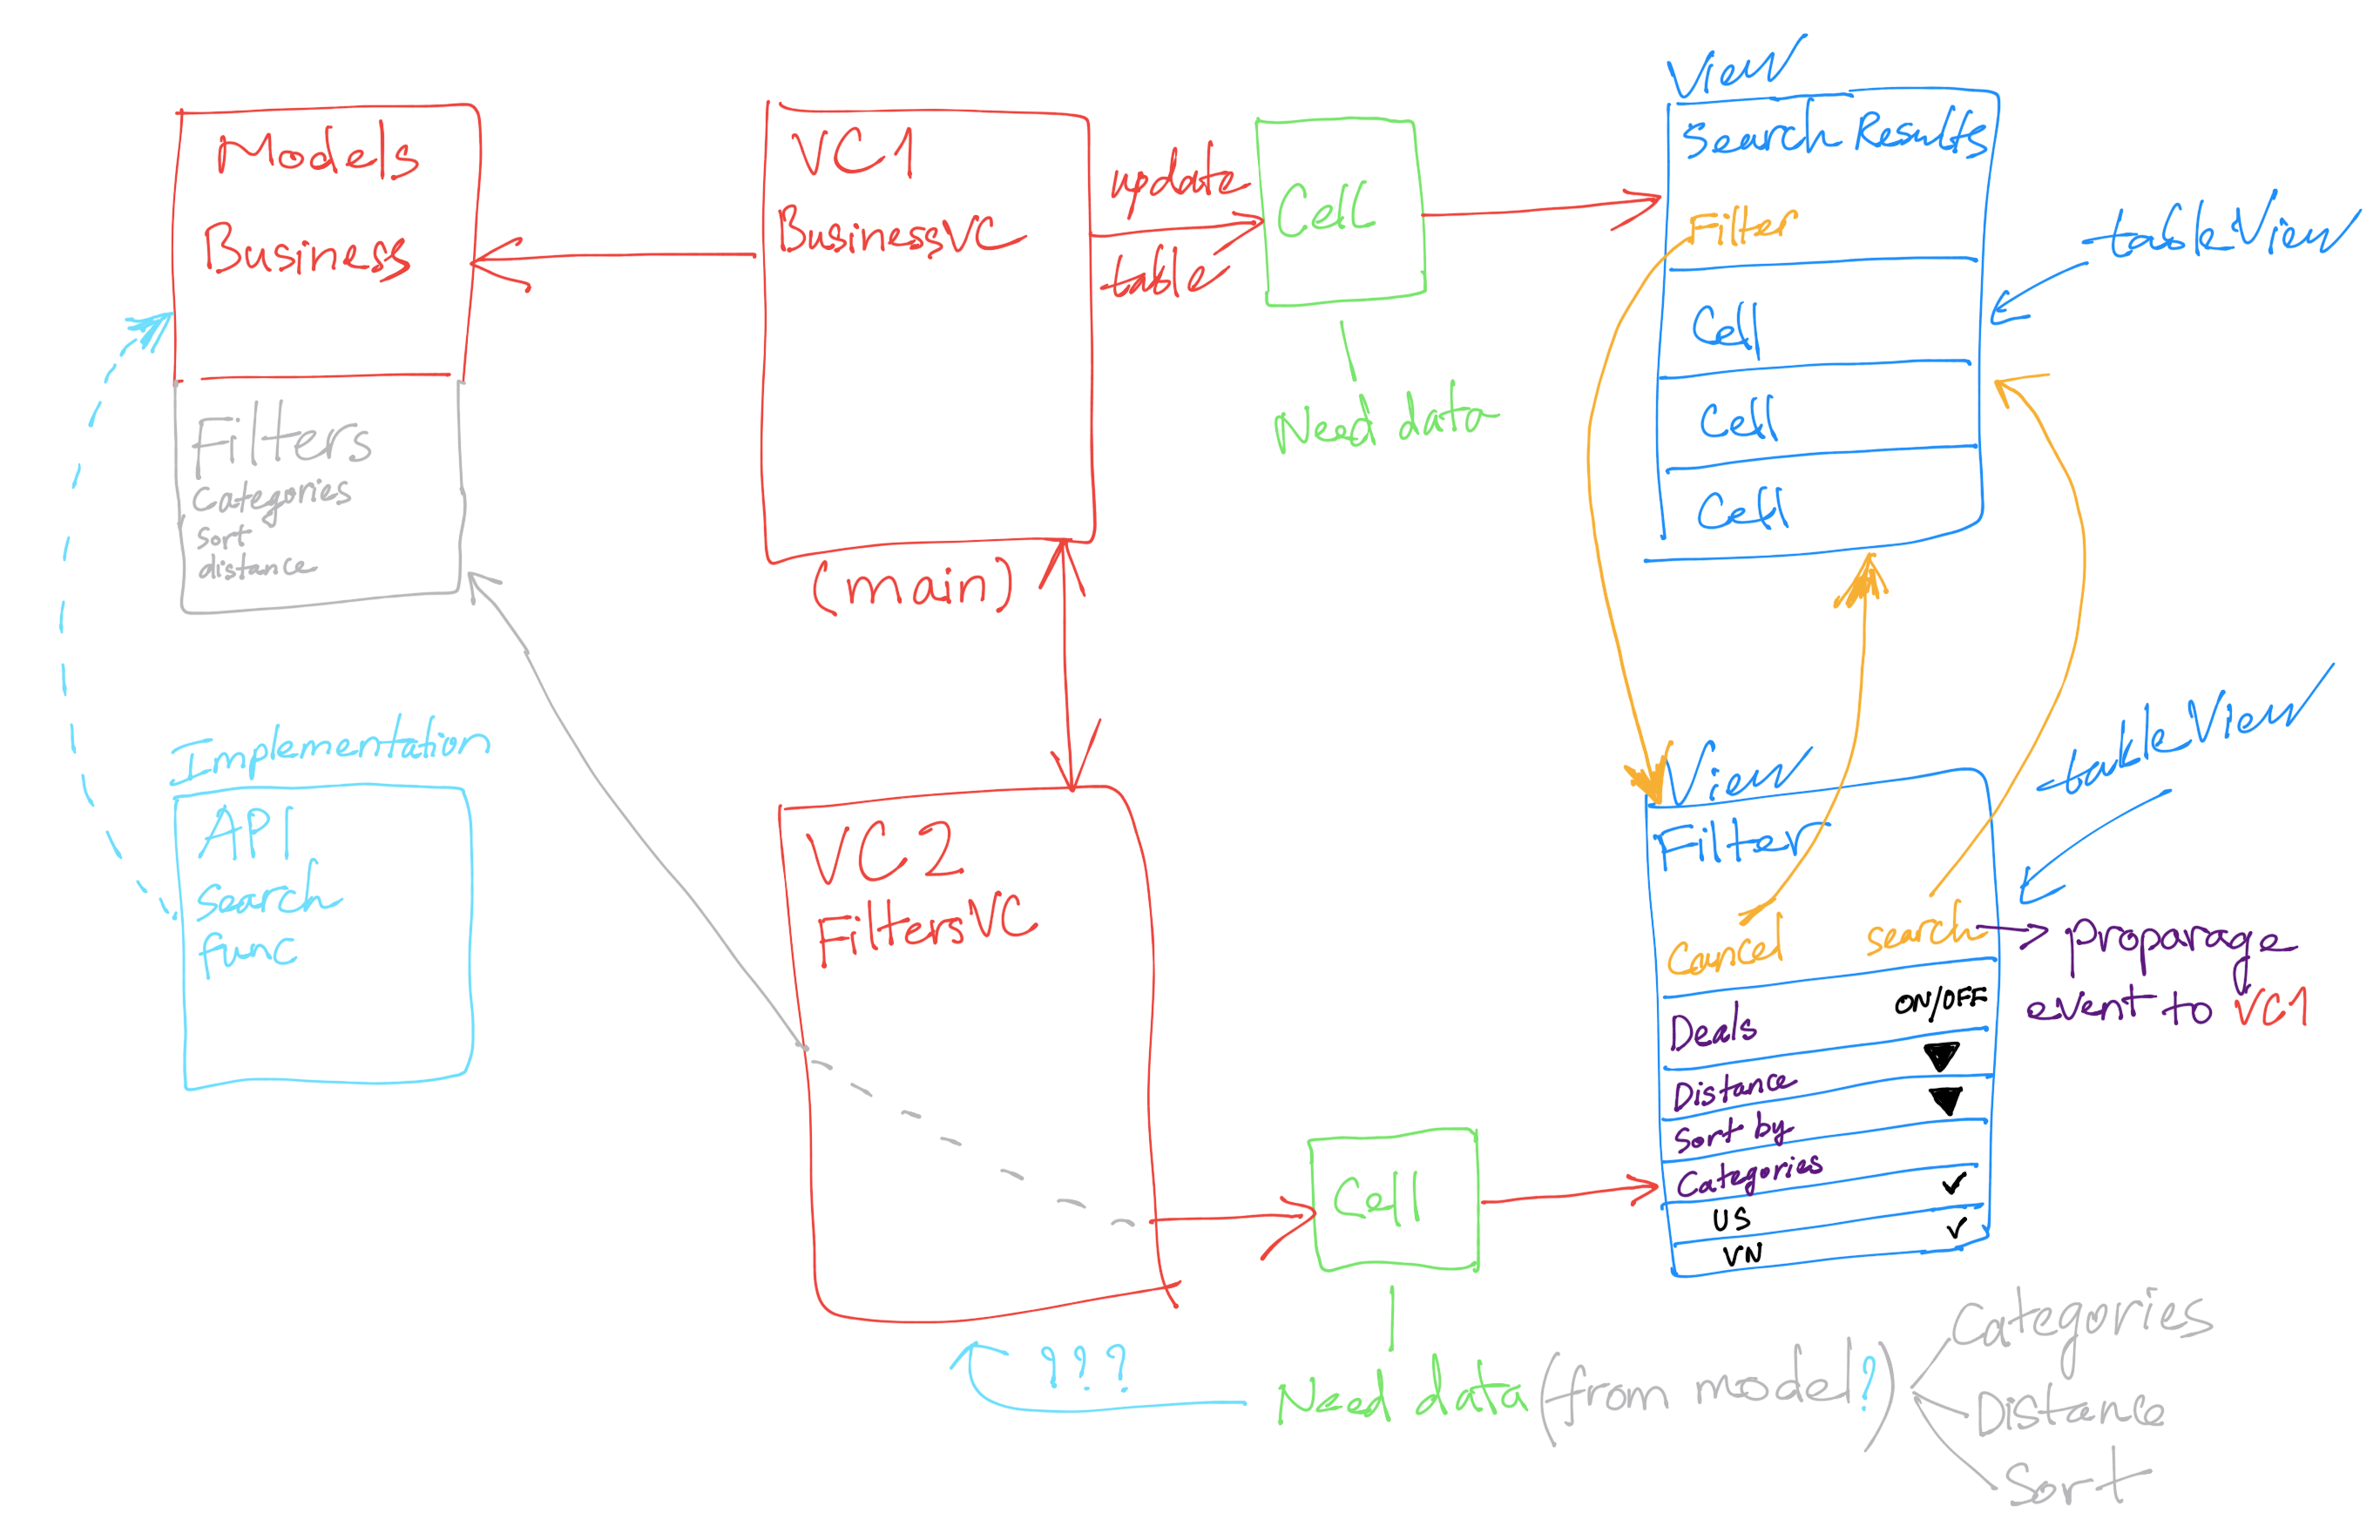 Models
Business
Filters
Categories
Sort
distance
Implementation
API
search
func
VC1
BusinessVC
(main)
update
table
Cell
Need data
View
Search Results
Filter
Cell
Cell
Cell
tableView
VC2
FiltersVC
???
Cell
Need data (from model?)
Categories
Distance
Sort
View
Filter
Cancel
search
Deals
ON/OFF
Distance
Sort by
Categories
US
VN
tableView
Proparage
event to VC1